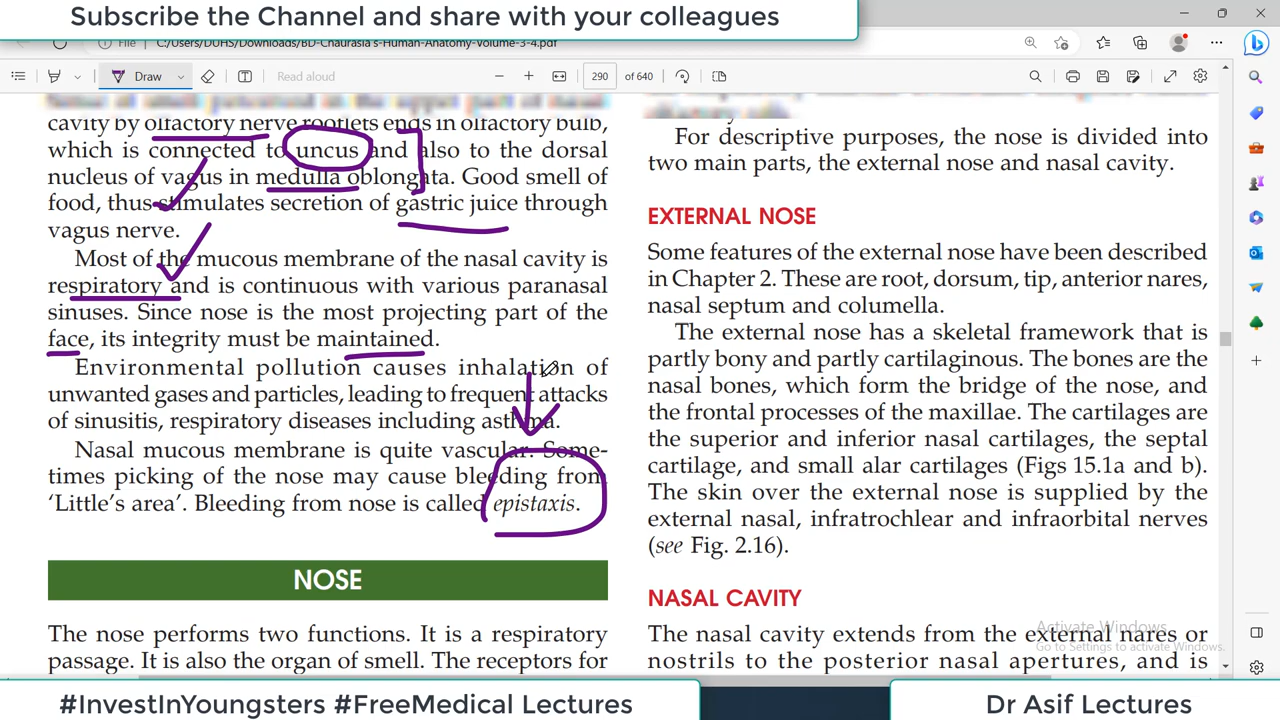 Subscribe the Channel and share with your colleagues
File
C:/Users/DUHS/Downloads/BD-Chaurasia's-Human-Anatomy-Volume-3-4.pdf
Draw
Read aloud
290
of 640
cavity by olfactory nerve rootlets ends in olfactory bulb,
which is connected to uncus and also to the dorsal
nucleus of vagus in medulla oblongata. Good smell of
food, thus stimulates secretion of gastric juice through
vagus nerve.
Most of the mucous membrane of the nasal cavity is
respiratory and is continuous with various paranasal
sinuses. Since nose is the most projecting part of the
face, its integrity must be maintained.
Environmental pollution causes inhalation of
unwanted gases and particles, leading to frequent attacks
of sinusitis, respiratory diseases including asthma.
Nasal mucous membrane is quite vascular. Some-
times picking of the nose may cause bleeding from
‘Little’s area’. Bleeding from nose is called epistaxis.
NOSE
The nose performs two functions. It is a respiratory
passage. It is also the organ of smell. The receptors for
For descriptive purposes, the nose is divided into
two main parts, the external nose and nasal cavity.
EXTERNAL NOSE
Some features of the external nose have been described
in Chapter 2. These are root, dorsum, tip, anterior nares,
nasal septum and columella.
The external nose has a skeletal framework that is
partly bony and partly cartilaginous. The bones are the
nasal bones, which form the bridge of the nose, and
the frontal processes of the maxillae. The cartilages are
the superior and inferior nasal cartilages, the septal
cartilage, and small alar cartilages (Figs 15.1a and b).
The skin over the external nose is supplied by the
external nasal, infratrochlear and infraorbital nerves
(see Fig. 2.16).
NASAL CAVITY
The nasal cavity extends from the external nares or
nostrils to the posterior nasal apertures, and is
Activate Windows
Go to Settings to activate Windows.
#InvestInYoungsters #FreeMedical Lectures
Dr Asif Lectures